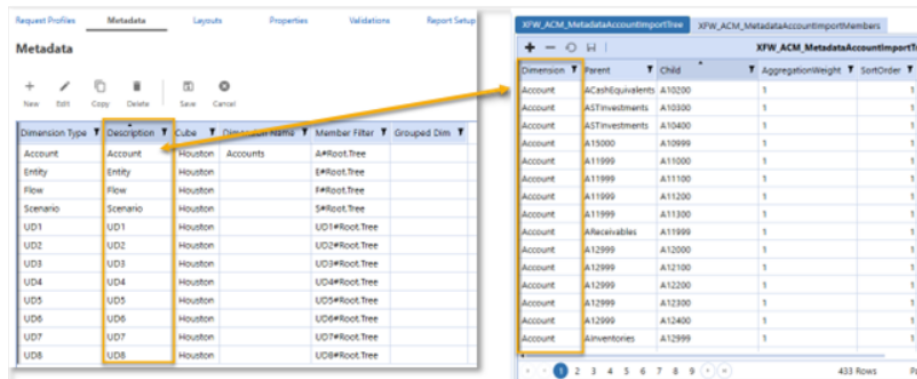 Request Profiles Metadata Layouts Properties Validations Report Setup
Metadata
New Edit Copy Delete Save Cancel
Dimension Type Description Cube Dimension Name Member Filter Grouped Dim
Account Account Houston Accounts A#Root.Tree
Entity Entity Houston E#Root.Tree
Flow Flow Houston F#Root.Tree
Scenario Scenario Houston S#Root.Tree
UD1 UD1 Houston UD1#Root.Tree
UD2 UD2 Houston UD2#Root.Tree
UD3 UD3 Houston UD3#Root.Tree
UD4 UD4 Houston UD4#Root.Tree
UD5 UD5 Houston UD5#Root.Tree
UD6 UD6 Houston UD6#Root.Tree
UD7 UD7 Houston UD7#Root.Tree
UD8 UD8 Houston UD8#Root.Tree
XFW_ACM_MetadataAccountImportTree XFW_ACM_MetadataAccountImportMembers
XFW_ACM_MetadataAccountImportTr
Dimension Parent Child AggregationWeight SortOrder
Account ACashEquivalents A10200 1 1
Account ASTInvestments A10300 1 1
Account ASTInvestments A10400 1 1
Account A15000 A10999 1 1
Account A11999 A11000 1 1
Account A11999 A11100 1 1
Account A11999 A11200 1 1
Account A11999 A11300 1 1
Account AReceivables A11999 1 1
Account A12999 A12000 1 1
Account A12999 A12100 1 1
Account A12999 A12200 1 1
Account A12999 A12300 1 1
Account A12999 A12400 1 1
Account AInventories A12999 1 1
1 2 3 4 5 6 7 8 9 433 Rows Pa